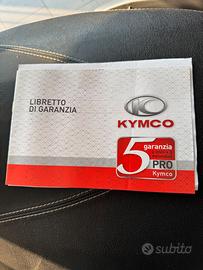 LIBRETTO
DI GARANZIA
KYMCO
5
garanzia
PRO
Kymco
subito